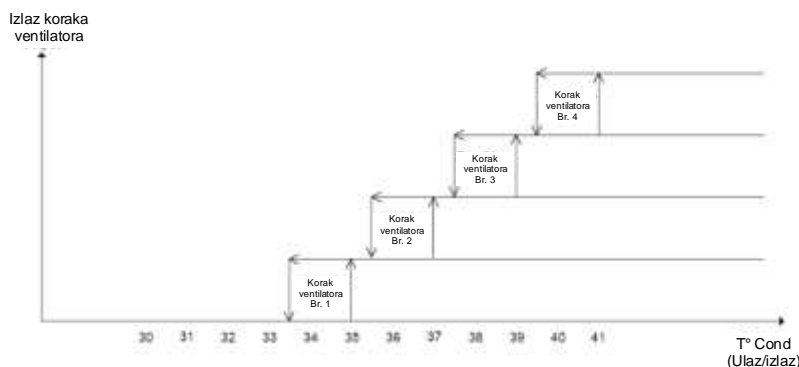 Izlaz koraka
ventilatora
Korak
ventilatora
Br. 4
Korak
ventilatora
Br. 3
Korak
ventilatora
Br. 2
Korak
ventilatora
Br. 1
30 31 32 33 34 35 36 37 38 39 40 41
T° Cond
(Ulaz/izlaz)